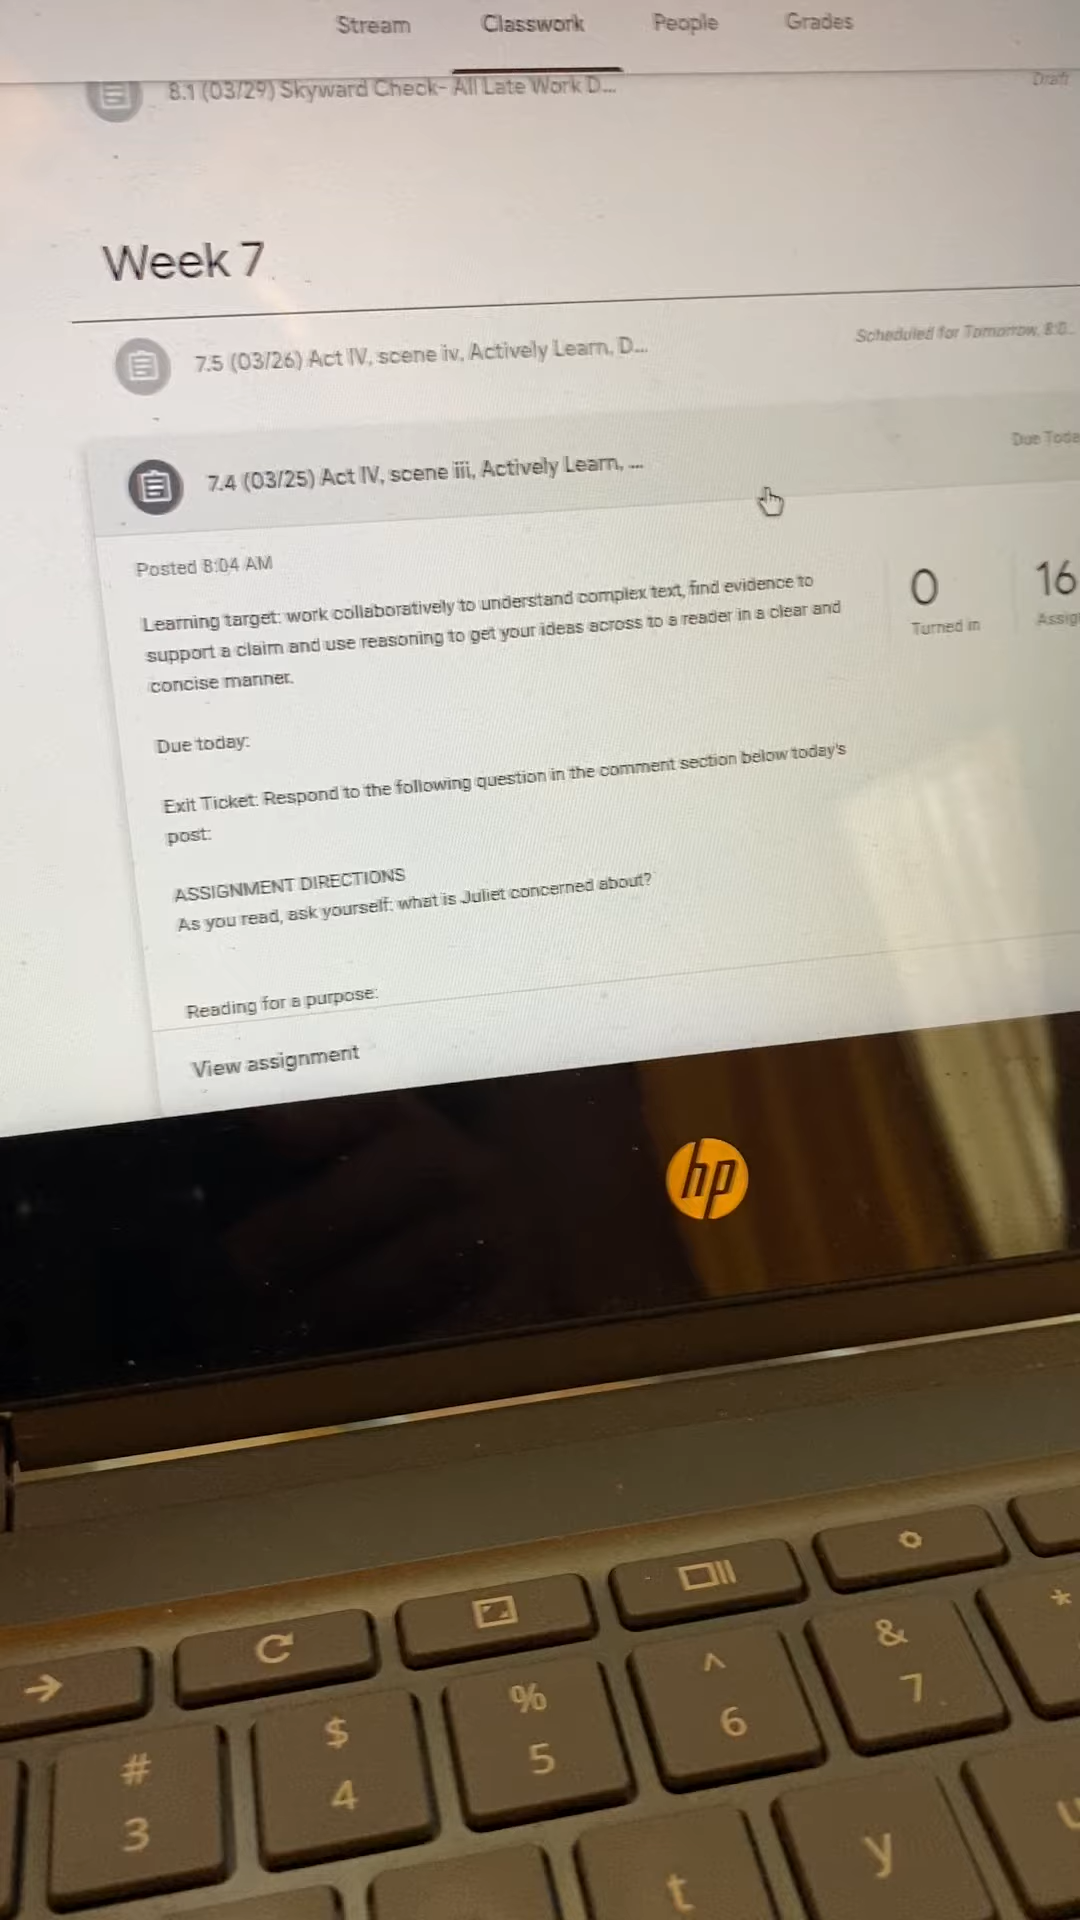 Stream Classwork People Grades
8.1 (03/29) Skyward Check- All Late Work D... Draft
Week 7
7.5 (03/26) Act IV, scene iv, Actively Learn, D... Scheduled for Tomorrow, 8:0...
7.4 (03/25) Act IV, scene iii, Actively Learn, ... Due Toda
Posted 8:04 AM
Learning target: work collaboratively to understand complex text, find evidence to
support a claim and use reasoning to get your ideas across to a reader in a clear and
concise manner.
0 16
Turned in Assig
Due today:
Exit Ticket: Respond to the following question in the comment section below today's
post:
ASSIGNMENT DIRECTIONS
As you read, ask yourself: what is Juliet concerned about?
Reading for a purpose:
View assignment
hp
# $ % ^ & *
3 4 5 6 7
t y u